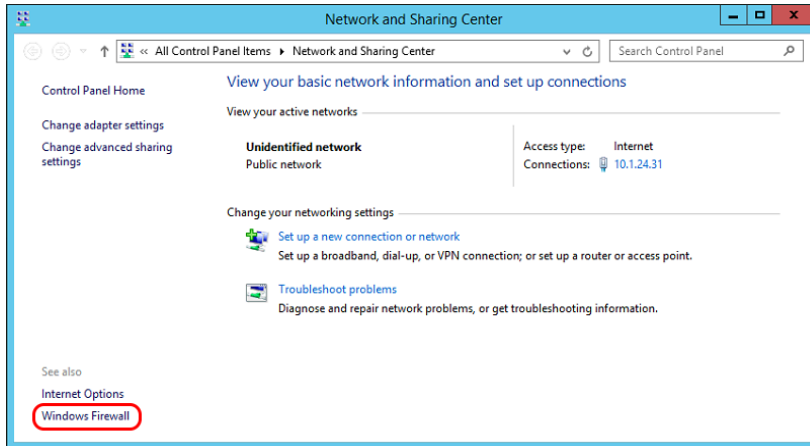 Network and Sharing Center
« All Control Panel Items ▸ Network and Sharing Center
Search Control Panel
Control Panel Home
Change adapter settings
Change advanced sharing
settings
See also
Internet Options
Windows Firewall
View your basic network information and set up connections
View your active networks
Unidentified network
Public network
Access type: Internet
Connections: 10.1.24.31
Change your networking settings
Set up a new connection or network
Set up a broadband, dial-up, or VPN connection; or set up a router or access point.
Troubleshoot problems
Diagnose and repair network problems, or get troubleshooting information.